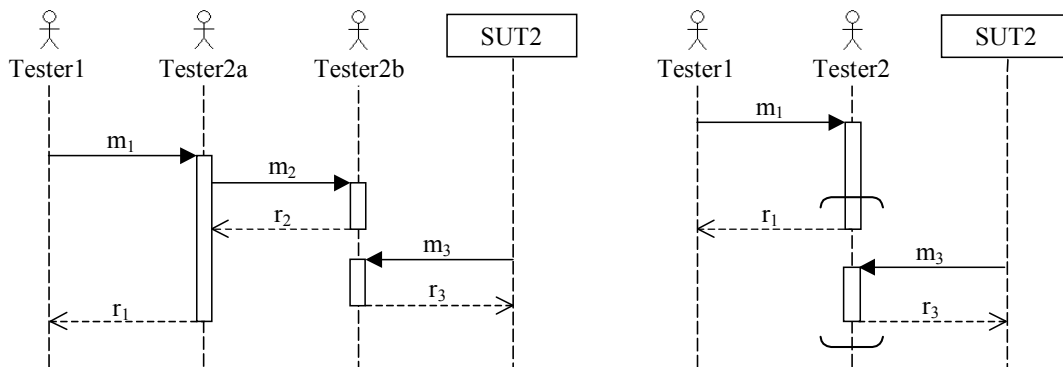 SUT2 SUT2
Tester1 Tester2a Tester2b Tester1 Tester2
m₁
m₁
m₂
r₂
r₁
m₃
m₃
r₃
r₁
r₃